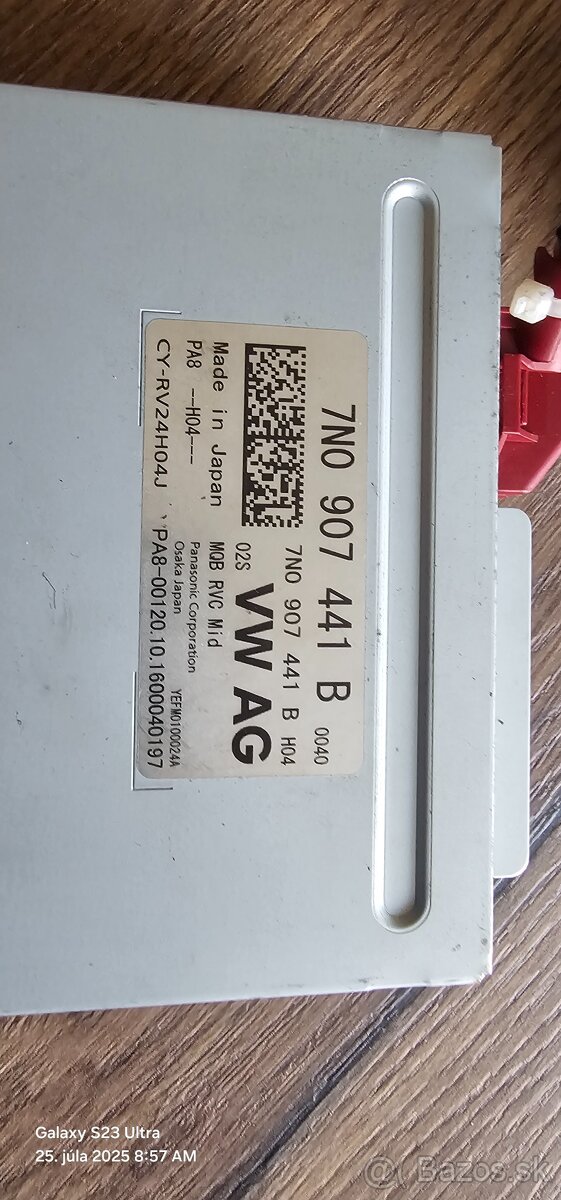 7N0 907 441 B 0040
7N0 907 441 B H04
02S VW AG
Made in Japan MQB RVC Mid
PA8 ––H04–––
Panasonic Corporation
Osaka Japan
YEFM0100024A
CY-RV24H04J PA8-00120.10.1600040197
Galaxy S23 Ultra
25. júla 2025 8:57 AM
@ Bazos.sk